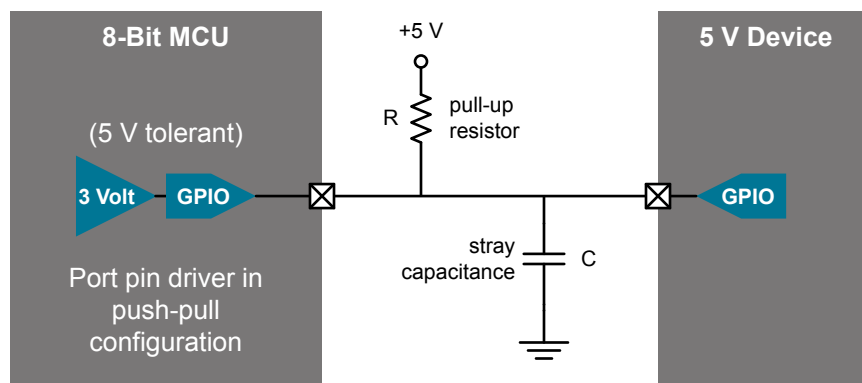 8-Bit MCU
(5 V tolerant)
3 Volt
GPIO
Port pin driver in
push-pull
configuration
+5 V
R
pull-up
resistor
stray
capacitance
C
5 V Device
GPIO